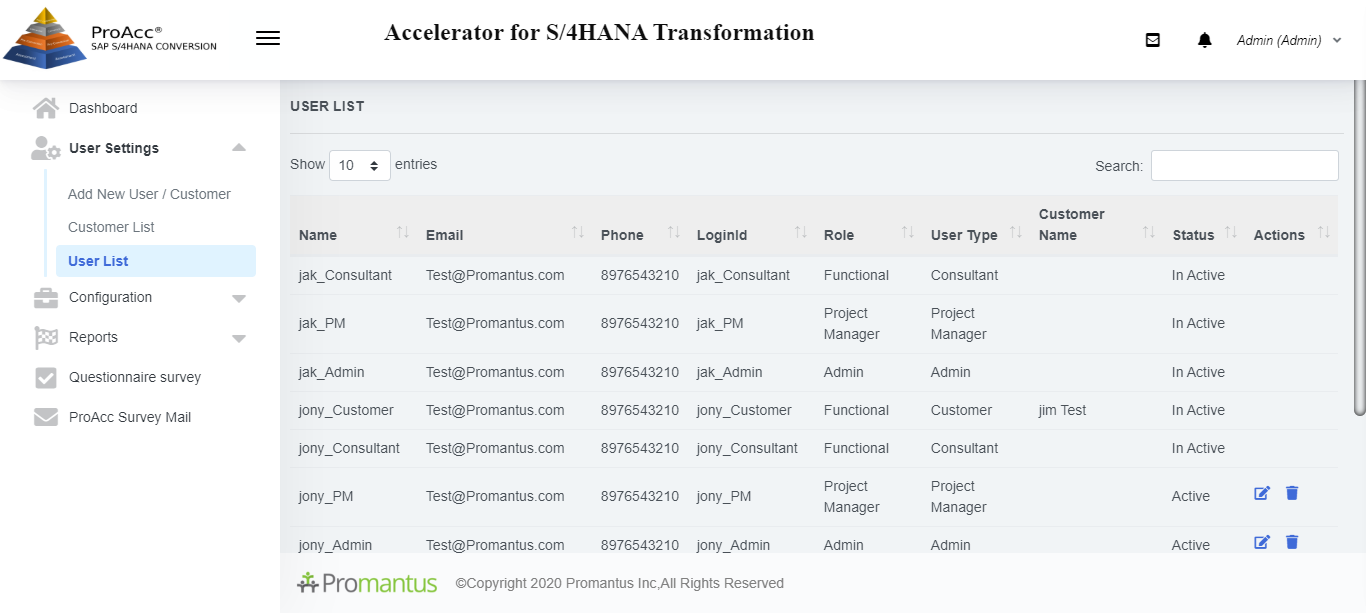 ProAcc®
SAP S/4HANA CONVERSION
Accelerator for S/4HANA Transformation
Admin (Admin)
Dashboard
User Settings
Add New User / Customer
Customer List
User List
Configuration
Reports
Questionnaire survey
ProAcc Survey Mail
USER LIST
Show 10 entries
Search:
Name Email Phone LoginId Role User Type Customer Name Status Actions
jak_Consultant Test@Promantus.com 8976543210 jak_Consultant Functional Consultant In Active
jak_PM Test@Promantus.com 8976543210 jak_PM Project Manager Project Manager In Active
jak_Admin Test@Promantus.com 8976543210 jak_Admin Admin Admin In Active
jony_Customer Test@Promantus.com 8976543210 jony_Customer Functional Customer jim Test In Active
jony_Consultant Test@Promantus.com 8976543210 jony_Consultant Functional Consultant In Active
jony_PM Test@Promantus.com 8976543210 jony_PM Project Manager Project Manager Active
jony_Admin Test@Promantus.com 8976543210 jony_Admin Admin Admin Active
Promantus ©Copyright 2020 Promantus Inc,All Rights Reserved